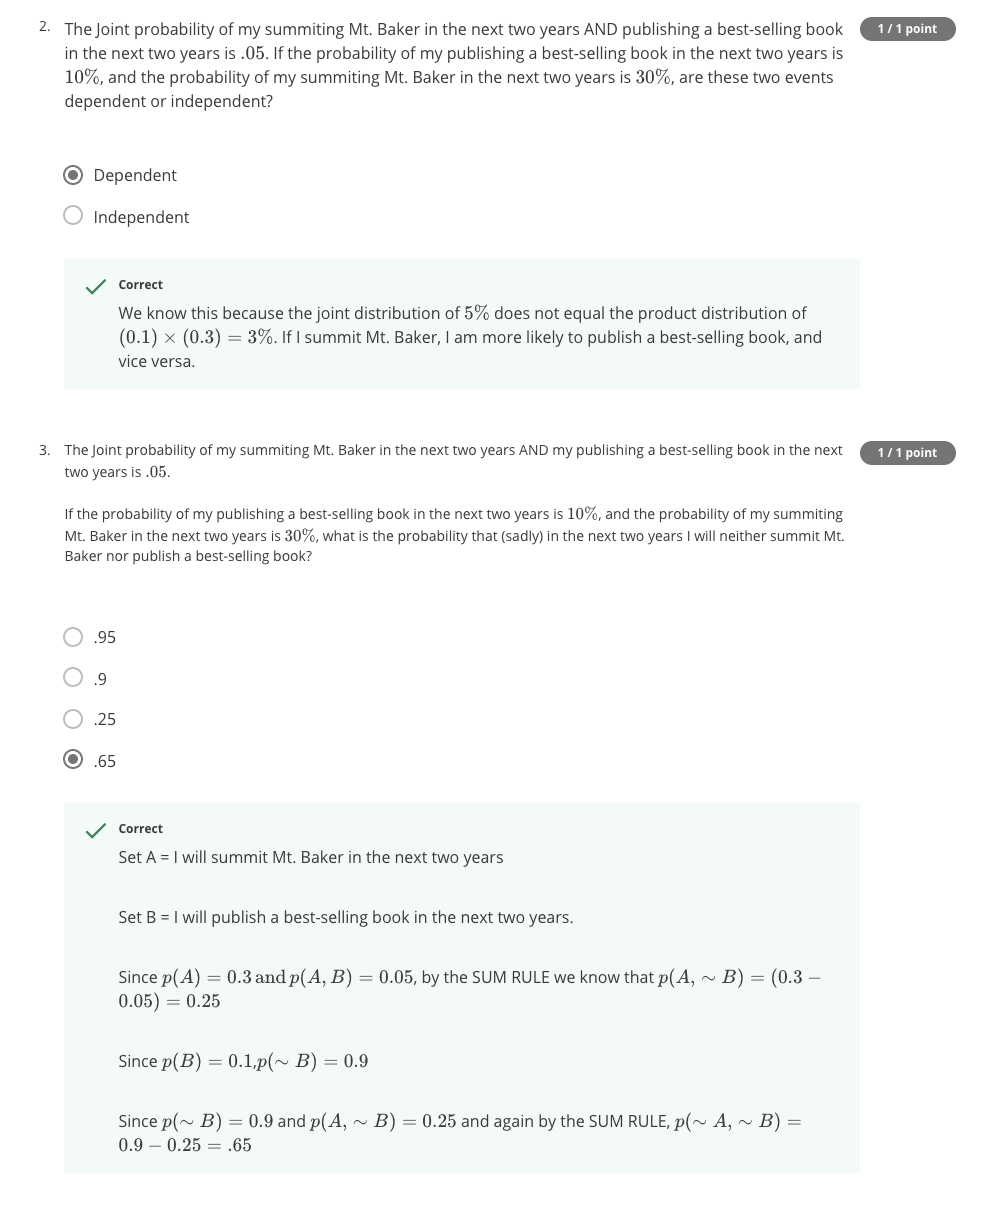 2. The Joint probability of my summiting Mt. Baker in the next two years AND publishing a best-selling book 1 / 1 point
in the next two years is .05. If the probability of my publishing a best-selling book in the next two years is
10%, and the probability of my summiting Mt. Baker in the next two years is 30%, are these two events
dependent or independent?
Dependent
Independent
Correct
We know this because the joint distribution of 5% does not equal the product distribution of
(0.1) × (0.3) = 3%. If I summit Mt. Baker, I am more likely to publish a best-selling book, and
vice versa.
3. The Joint probability of my summiting Mt. Baker in the next two years AND my publishing a best-selling book in the next 1 / 1 point
two years is .05.
If the probability of my publishing a best-selling book in the next two years is 10%, and the probability of my summiting
Mt. Baker in the next two years is 30%, what is the probability that (sadly) in the next two years I will neither summit Mt.
Baker nor publish a best-selling book?
.95
.9
.25
.65
Correct
Set A = I will summit Mt. Baker in the next two years
Set B = I will publish a best-selling book in the next two years.
Since p(A) = 0.3 and p(A, B) = 0.05, by the SUM RULE we know that p(A, ∼ B) = (0.3 −
0.05) = 0.25
Since p(B) = 0.1,p(∼ B) = 0.9
Since p(∼ B) = 0.9 and p(A, ∼ B) = 0.25 and again by the SUM RULE, p(∼ A, ∼ B) =
0.9 − 0.25 = .65